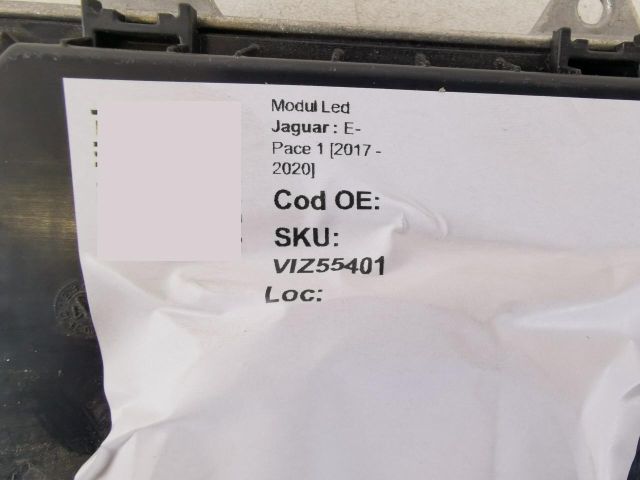 Modul Led
Jaguar : E-
Pace 1 [2017 -
2020]
Cod OE:
SKU:
VIZ55401
Loc: